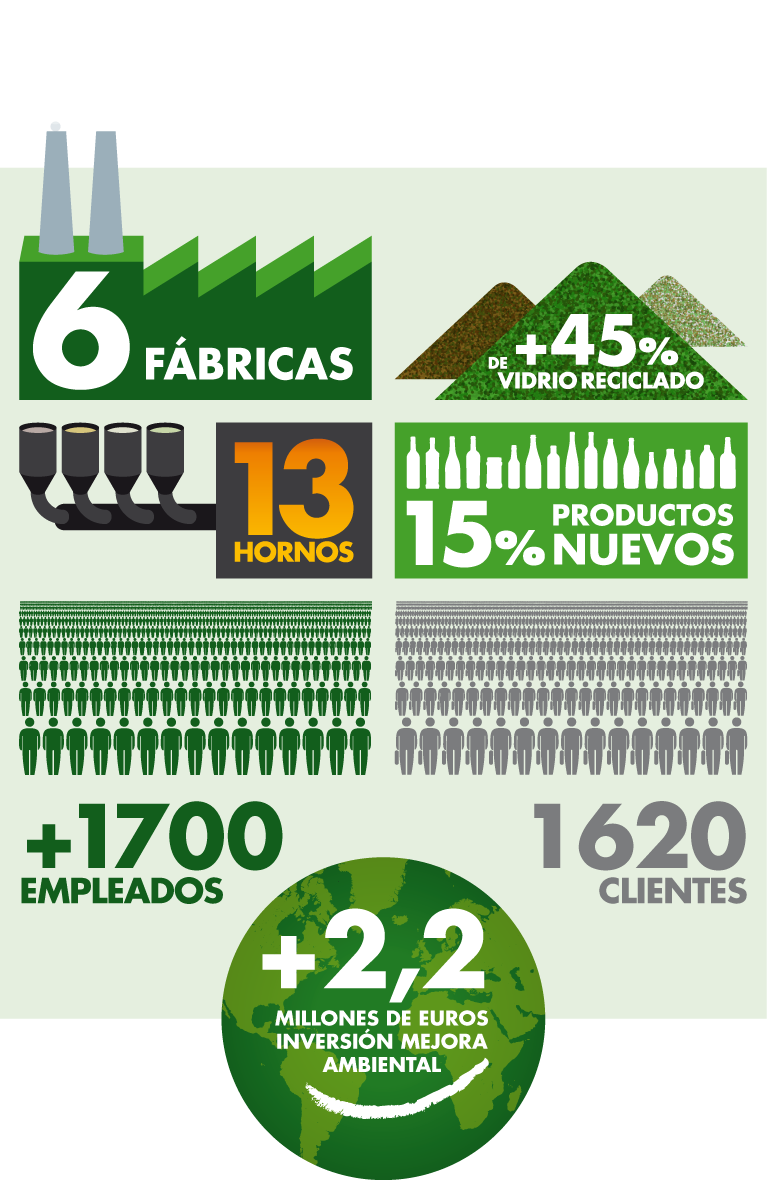 6 FÁBRICAS
+45%
DE
VIDRIO RECICLADO
13
HORNOS
15% PRODUCTOS
NUEVOS
+1700
EMPLEADOS
1620
CLIENTES
+2,2
MILLONES DE EUROS
INVERSIÓN MEJORA
AMBIENTAL